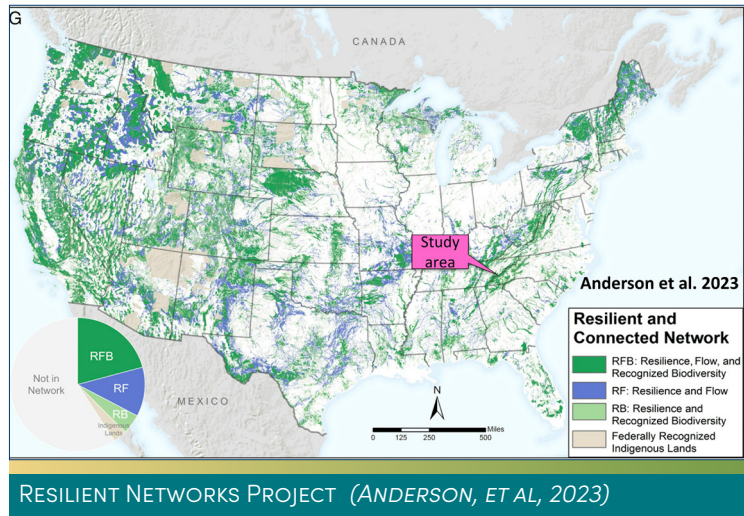 G
CANADA
Study
area
Anderson et al. 2023
Resilient and
Connected Network
RFB: Resilience, Flow, and
Recognized Biodiversity
RF: Resilience and Flow
RB: Resilience and
Recognized Biodiversity
Federally Recognized
Indigenous Lands
RFB
Not in
Network
RF
RB
Indigenous
Lands
MEXICO
N
Miles
0 125 250 500
RESILIENT NETWORKS PROJECT (ANDERSON, ET AL, 2023)